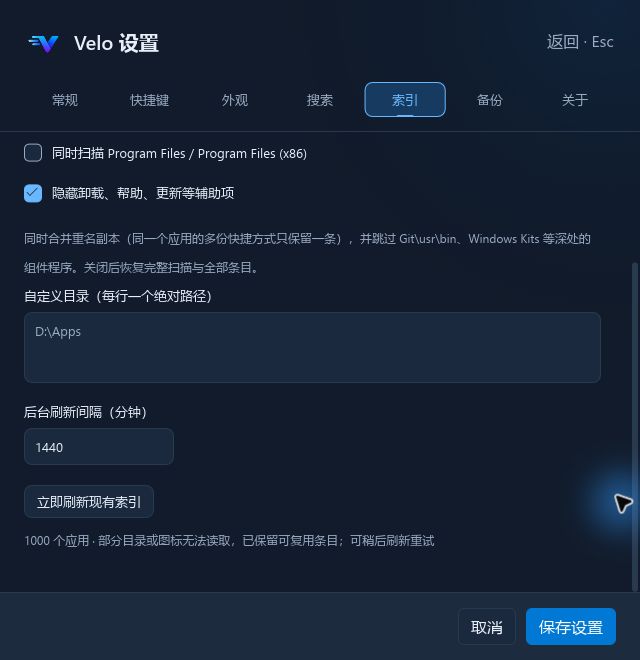 Velo 设置
返回 · Esc
常规 快捷键 外观 搜索 索引 备份 关于
同时扫描 Program Files / Program Files (x86)
隐藏卸载、帮助、更新等辅助项
同时合并重名副本（同一个应用的多份快捷方式只保留一条），并跳过 Git\usr\bin、Windows Kits 等深处的
组件程序。关闭后恢复完整扫描与全部条目。
自定义目录（每行一个绝对路径）
D:\Apps
后台刷新间隔（分钟）
1440
立即刷新现有索引
1000 个应用 · 部分目录或图标无法读取，已保留可复用条目；可稍后刷新重试
取消 保存设置